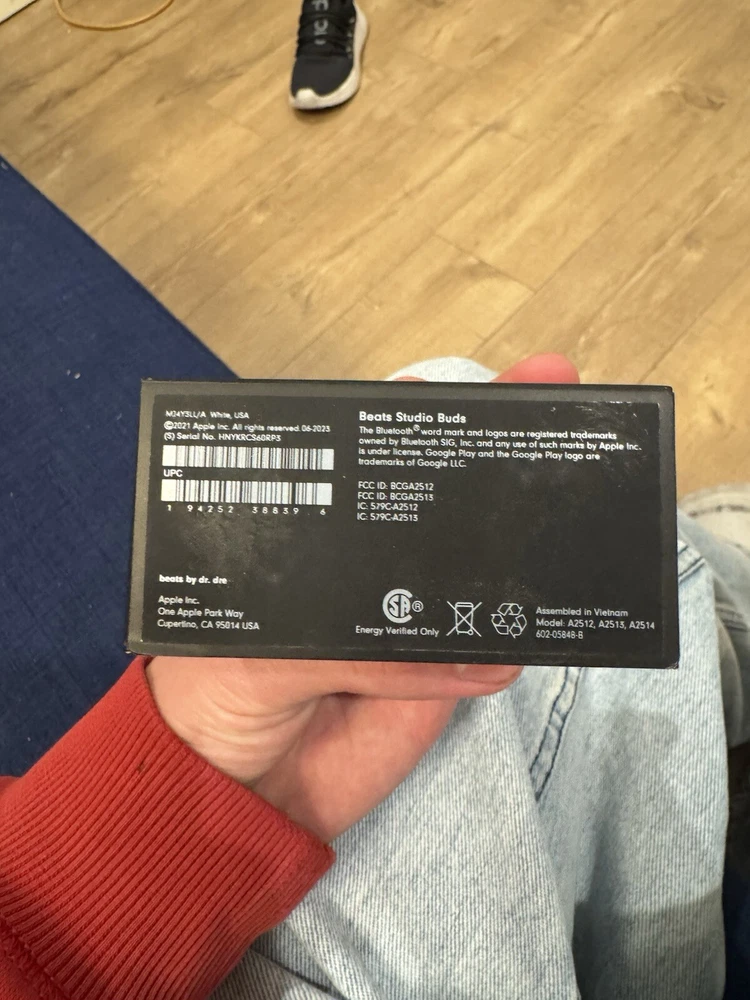 MJ4Y3LL/A White, USA
©2021 Apple Inc. All rights reserved. 06-2023
(S) Serial No. HNYKRCS60RP3
UPC
1 94252 38839 6
beats by dr. dre
Apple Inc.
One Apple Park Way
Cupertino, CA 95014 USA
Beats Studio Buds
The Bluetooth® word mark and logos are registered trademarks
owned by Bluetooth SIG, Inc. and any use of such marks by Apple Inc.
is under license. Google Play and the Google Play logo are
trademarks of Google LLC.
FCC ID: BCGA2512
FCC ID: BCGA2513
IC: 579C-A2512
IC: 579C-A2513
SA®
Energy Verified Only
Assembled in Vietnam
Model: A2512, A2513, A2514
602-05848-B